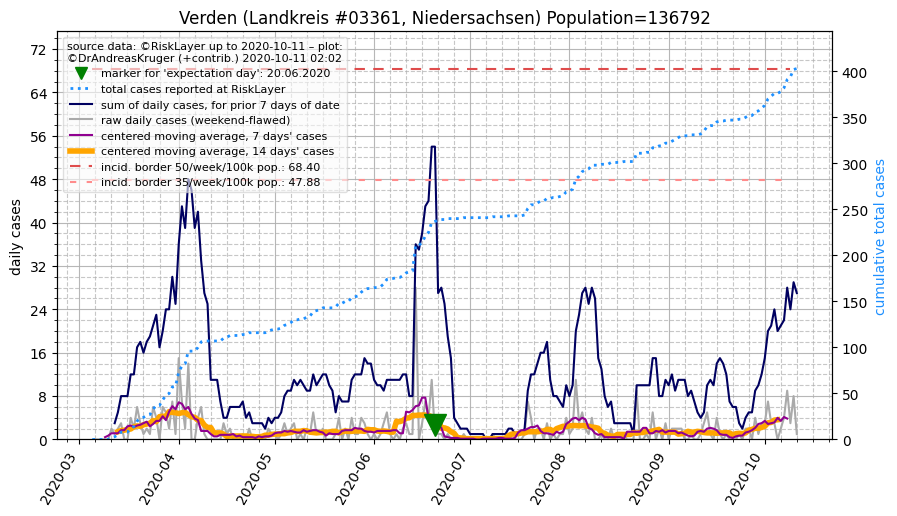 Verden (Landkreis #03361, Niedersachsen) Population=136792
source data: ©RiskLayer up to 2020-10-11 – plot:
©DrAndreasKruger (+contrib.) 2020-10-11 02:02
marker for 'expectation day': 20.06.2020
total cases reported at RiskLayer
sum of daily cases, for prior 7 days of date
raw daily cases (weekend-flawed)
centered moving average, 7 days' cases
centered moving average, 14 days' cases
incid. border 50/week/100k pop.: 68.40
incid. border 35/week/100k pop.: 47.88
daily cases
72
64
56
48
40
32
24
16
8
0
cumulative total cases
400
350
300
250
200
150
100
50
0
2020-03
2020-04
2020-05
2020-06
2020-07
2020-08
2020-09
2020-10